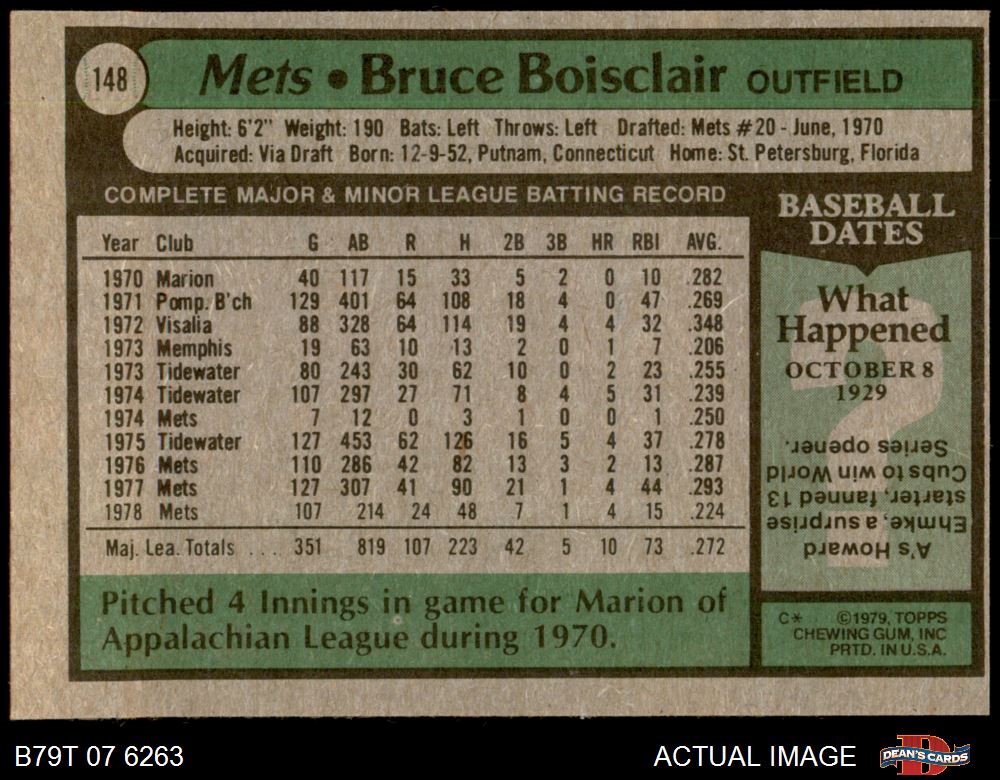 148 Mets • Bruce Boisclair OUTFIELD
Height: 6'2" Weight: 190 Bats: Left Throws: Left Drafted: Mets #20 - June, 1970
Acquired: Via Draft Born: 12-9-52, Putnam, Connecticut Home: St. Petersburg, Florida
COMPLETE MAJOR & MINOR LEAGUE BATTING RECORD
Year Club G AB R H 2B 3B HR RBI AVG.
1970 Marion 40 117 15 33 5 2 0 10 .282
1971 Pomp. B'ch 129 401 64 108 18 4 0 47 .269
1972 Visalia 88 328 64 114 19 4 4 32 .348
1973 Memphis 19 63 10 13 2 0 1 7 .206
1973 Tidewater 80 243 30 62 10 0 2 23 .255
1974 Tidewater 107 297 27 71 8 4 5 31 .239
1974 Mets 7 12 0 3 1 0 0 1 .250
1975 Tidewater 127 453 62 126 16 5 4 37 .278
1976 Mets 110 286 42 82 13 3 2 13 .287
1977 Mets 127 307 41 90 21 1 4 44 .293
1978 Mets 107 214 24 48 7 1 4 15 .224
Maj. Lea. Totals .... 351 819 107 223 42 5 10 73 .272
Pitched 4 Innings in game for Marion of
Appalachian League during 1970.
BASEBALL
DATES
What
Happened
OCTOBER 8
1929
?
A's Howard
Ehmke, a surprise
starter, fanned 13
Cubs to win World
Series opener.
C* ©1979, TOPPS
CHEWING GUM, INC
PRTD. IN U.S.A.
B79T 07 6263
ACTUAL IMAGE
D
DEAN'S CARDS